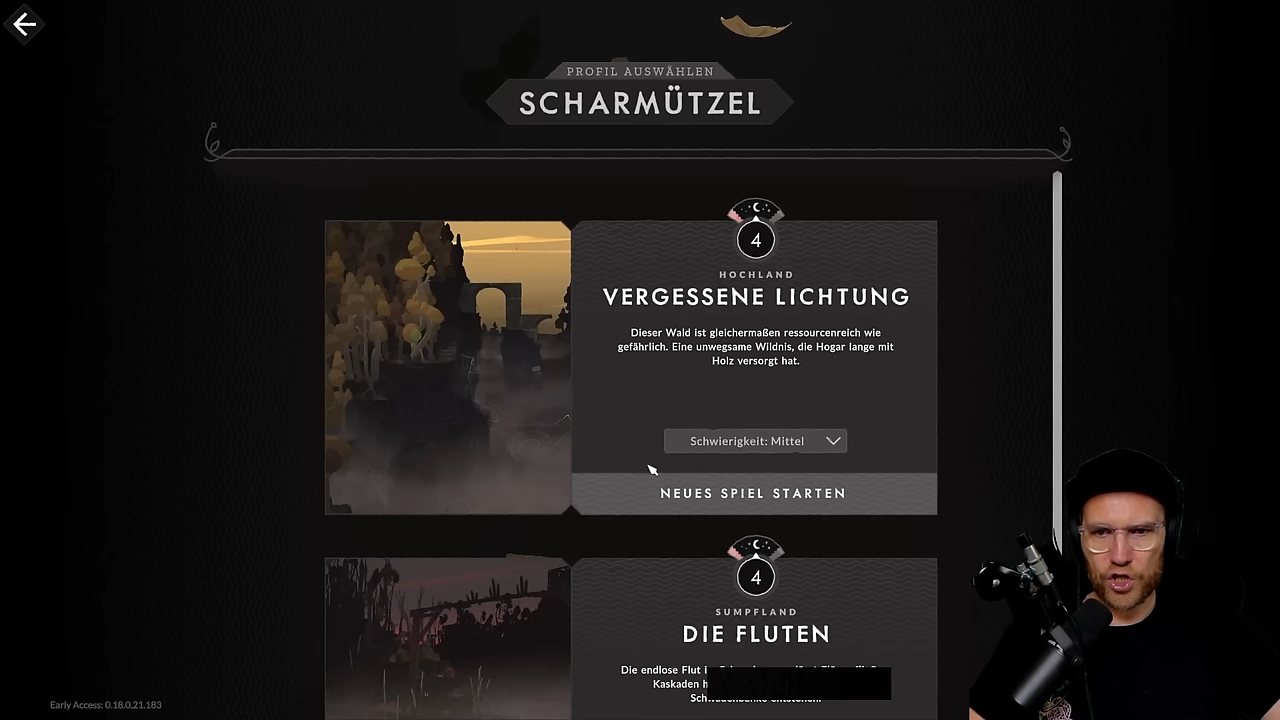 PROFIL AUSWÄHLEN
SCHARMÜTZEL
4
HOCHLAND
VERGESSENE LICHTUNG
Dieser Wald ist gleichermaßen ressourcenreich wie
gefährlich. Eine unwegsame Wildnis, die Hogar lange mit
Holz versorgt hat.
Schwierigkeit: Mittel
NEUES SPIEL STARTEN
4
SUMPFLAND
DIE FLUTEN
Die endlose Flut
Kaskaden
Early Access: 0.18.0.21.183